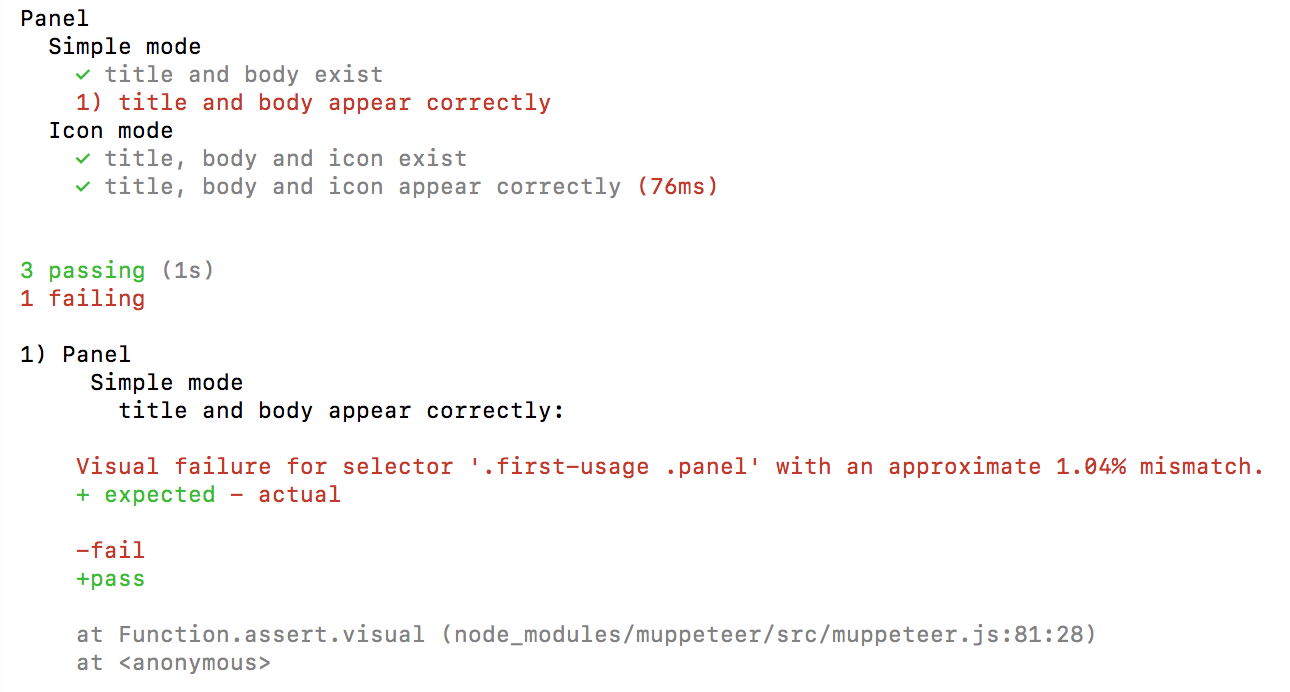 Panel
Simple mode
✓ title and body exist
1) title and body appear correctly
Icon mode
✓ title, body and icon exist
✓ title, body and icon appear correctly (76ms)
3 passing (1s)
1 failing
1) Panel
Simple mode
title and body appear correctly:
Visual failure for selector '.first-usage .panel' with an approximate 1.04% mismatch.
+ expected - actual
-fail
+pass
at Function.assert.visual (node_modules/muppeteer/src/muppeteer.js:81:28)
at <anonymous>